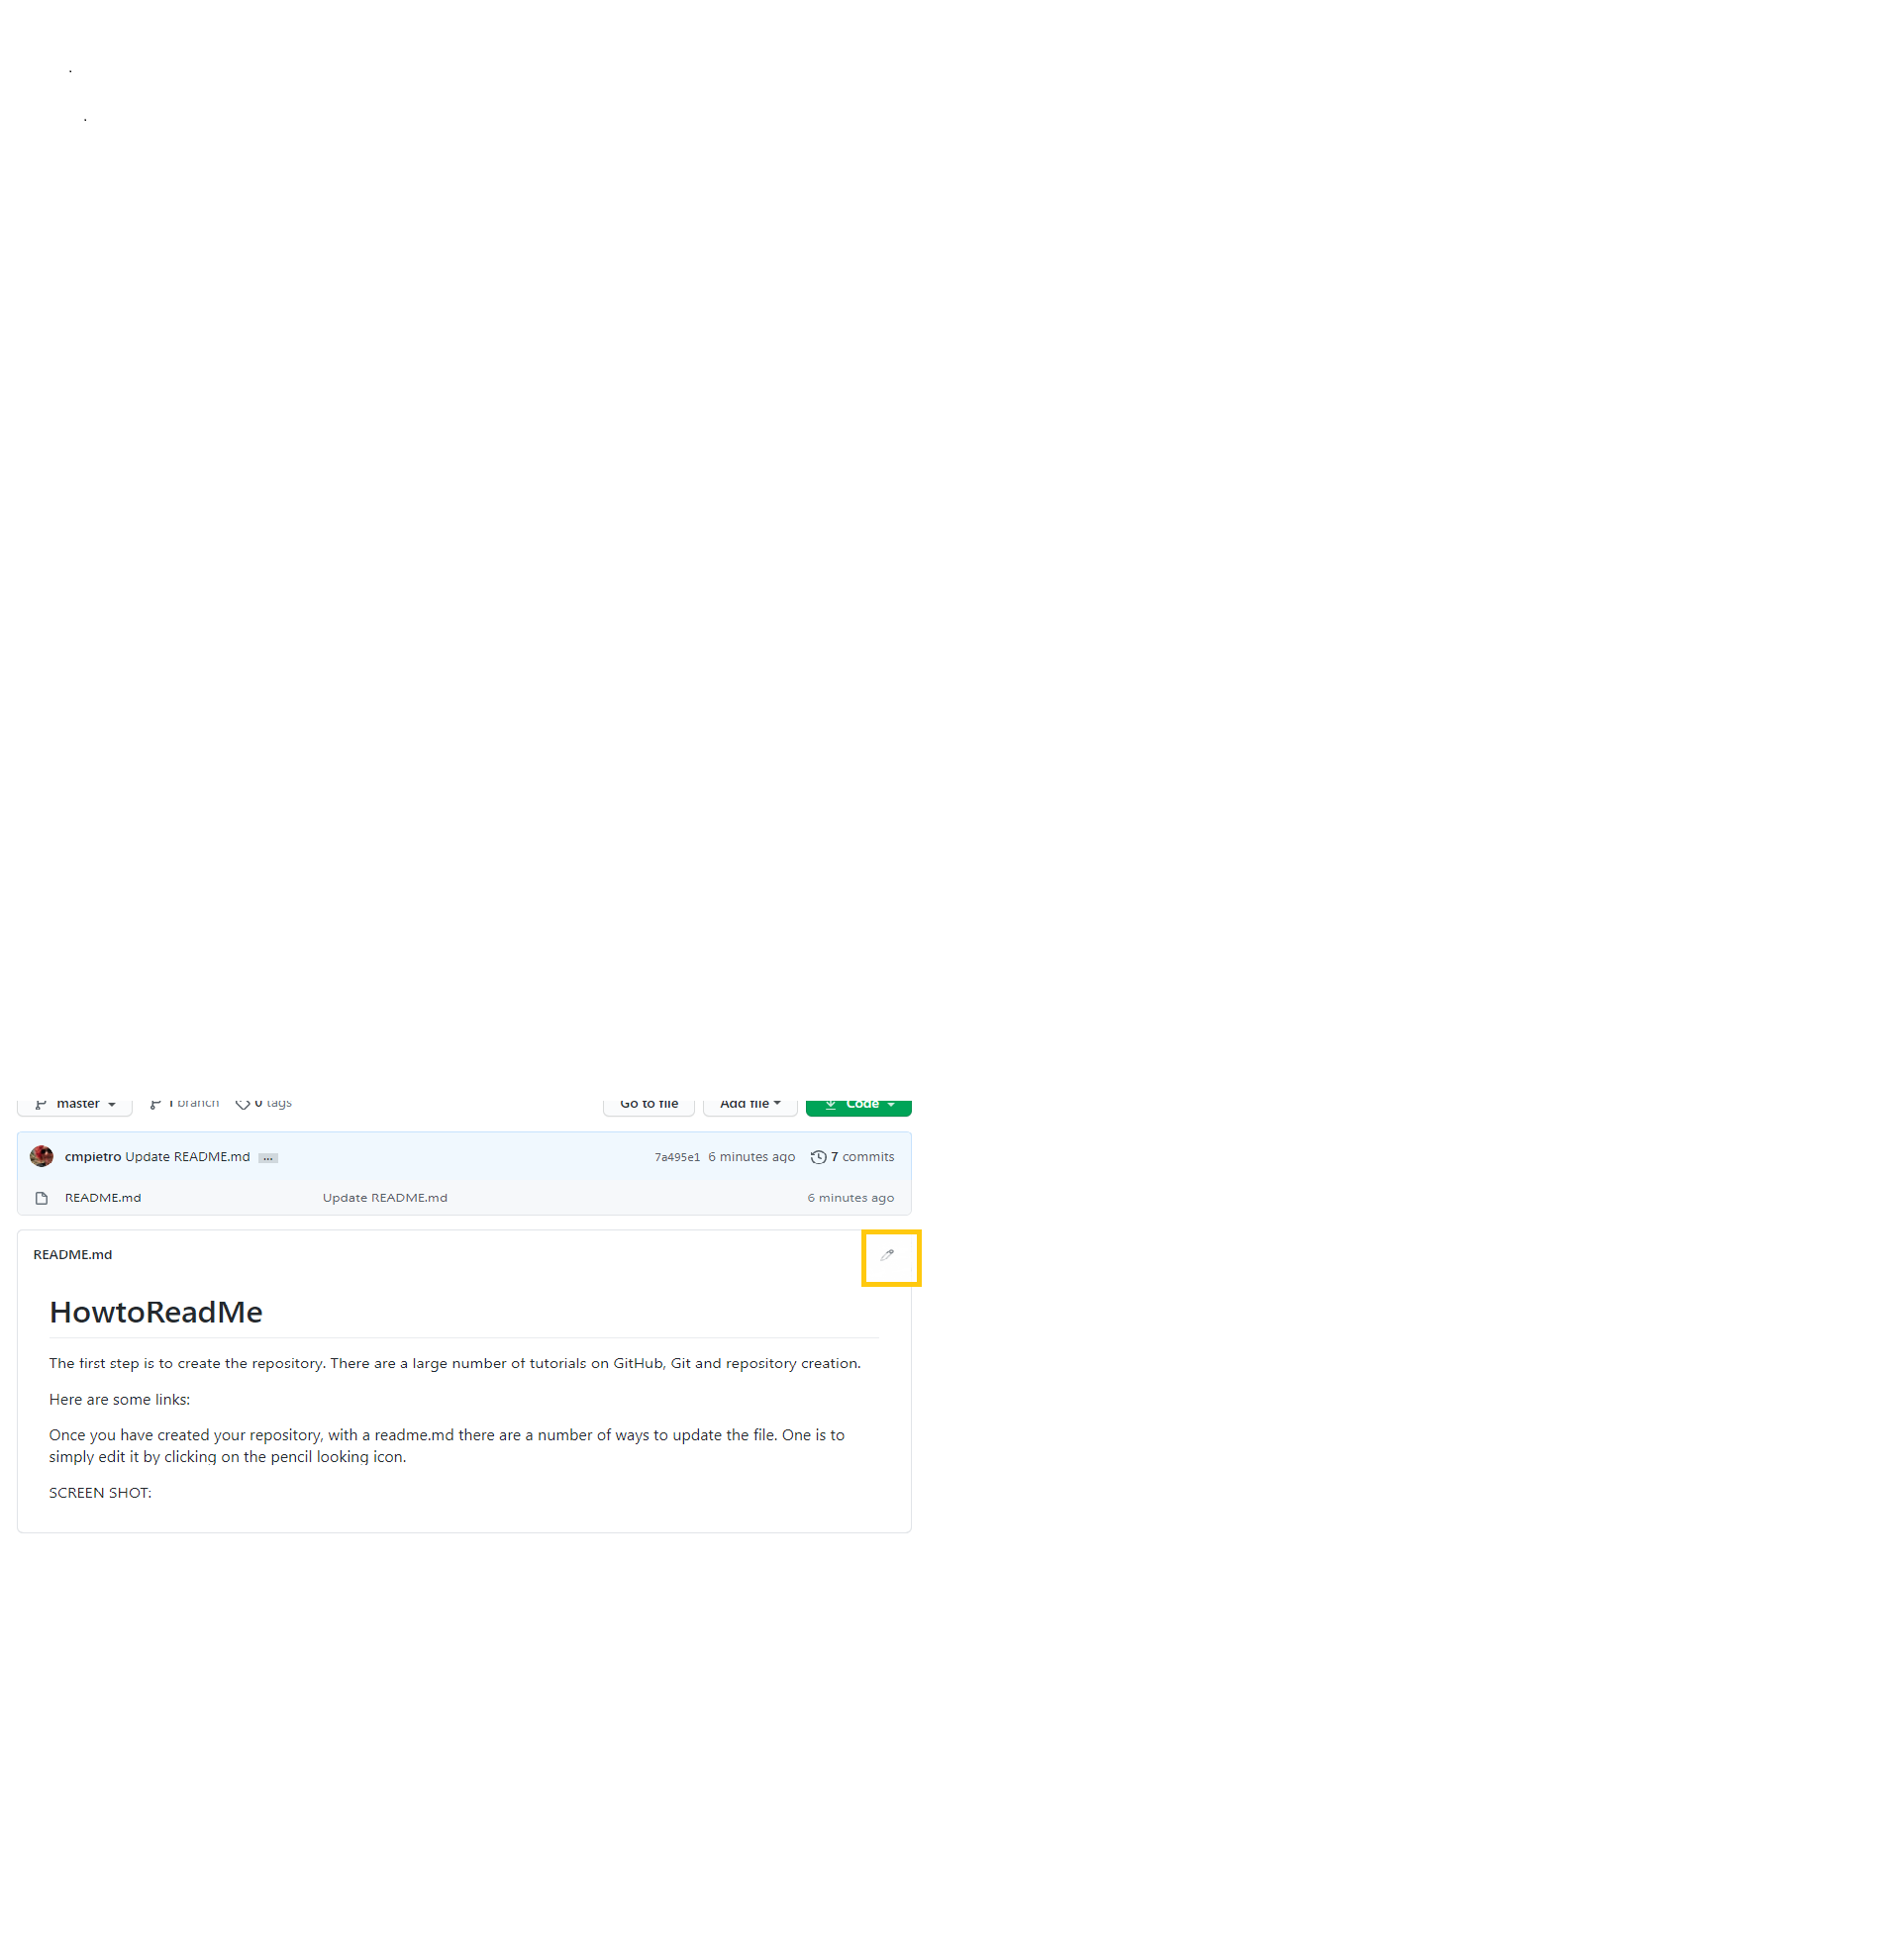 master 1 branch 0 tags Go to file Add file Code
cmpietro Update README.md ... 7a495e1 6 minutes ago 7 commits
README.md Update README.md 6 minutes ago
README.md
HowtoReadMe
The first step is to create the repository. There are a large number of tutorials on GitHub, Git and repository creation.
Here are some links:
Once you have created your repository, with a readme.md there are a number of ways to update the file. One is to
simply edit it by clicking on the pencil looking icon.
SCREEN SHOT: